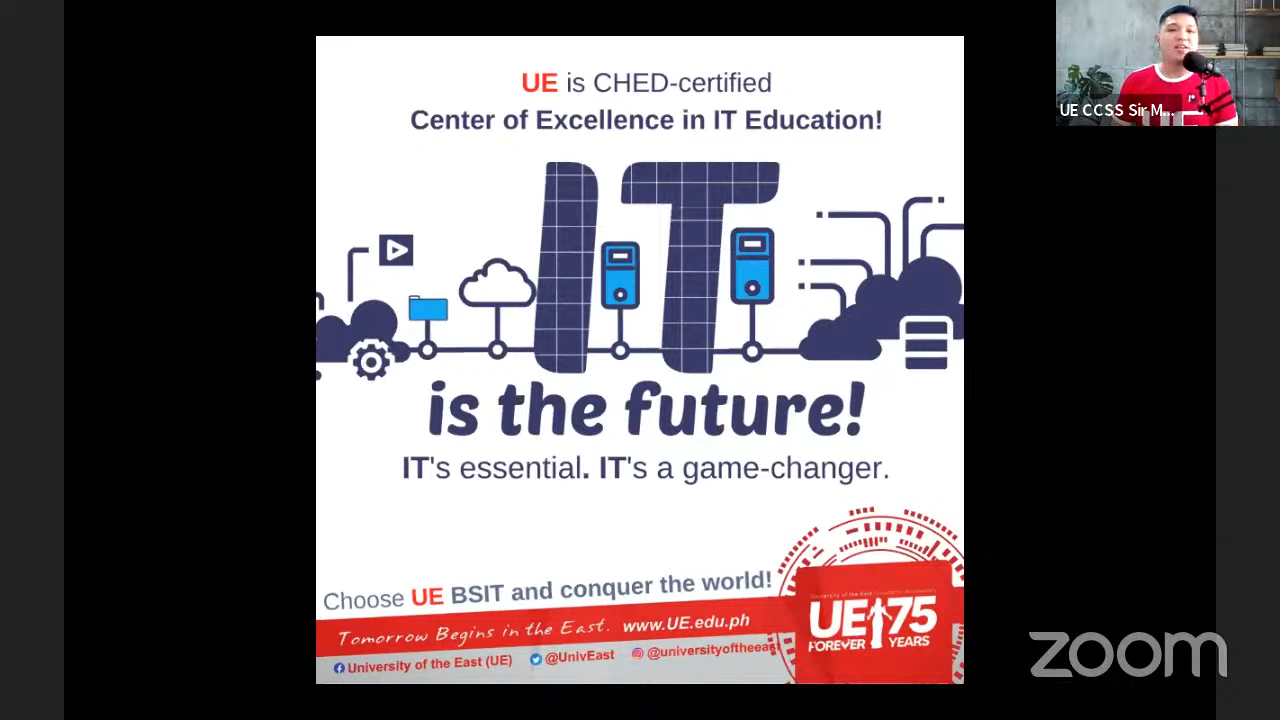 UE is CHED-certified
Center of Excellence in IT Education!
IT
is the future!
IT's essential. IT's a game-changer.
Choose UE BSIT and conquer the world!
Tomorrow Begins in the East. www.UE.edu.ph
University of the East (UE) @UnivEast @universityoftheeast
UE 75
FOREVER YEARS
UE CCSS Sir M...
zoom